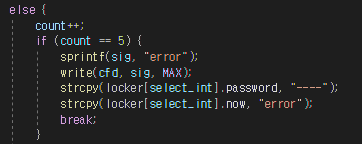 else {
count++;
if (count == 5) {
sprintf(sig, "error");
write(cfd, sig, MAX);
strcpy(locker[select_int].password, "----");
strcpy(locker[select_int].now, "error");
break;
}